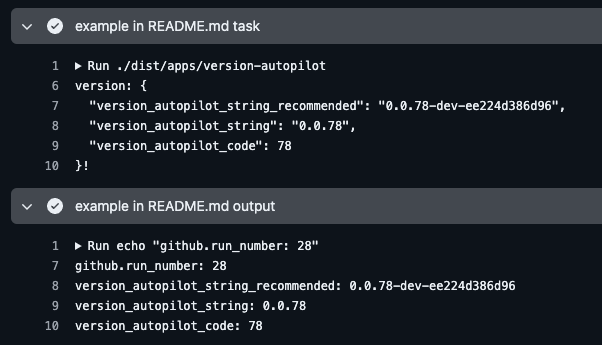 example in README.md task
1 ▶ Run ./dist/apps/version-autopilot
6 version: {
7 "version_autopilot_string_recommended": "0.0.78-dev-ee224d386d96",
8 "version_autopilot_string": "0.0.78",
9 "version_autopilot_code": 78
10 }!
example in README.md output
1 ▶ Run echo "github.run_number: 28"
7 github.run_number: 28
8 version_autopilot_string_recommended: 0.0.78-dev-ee224d386d96
9 version_autopilot_string: 0.0.78
10 version_autopilot_code: 78